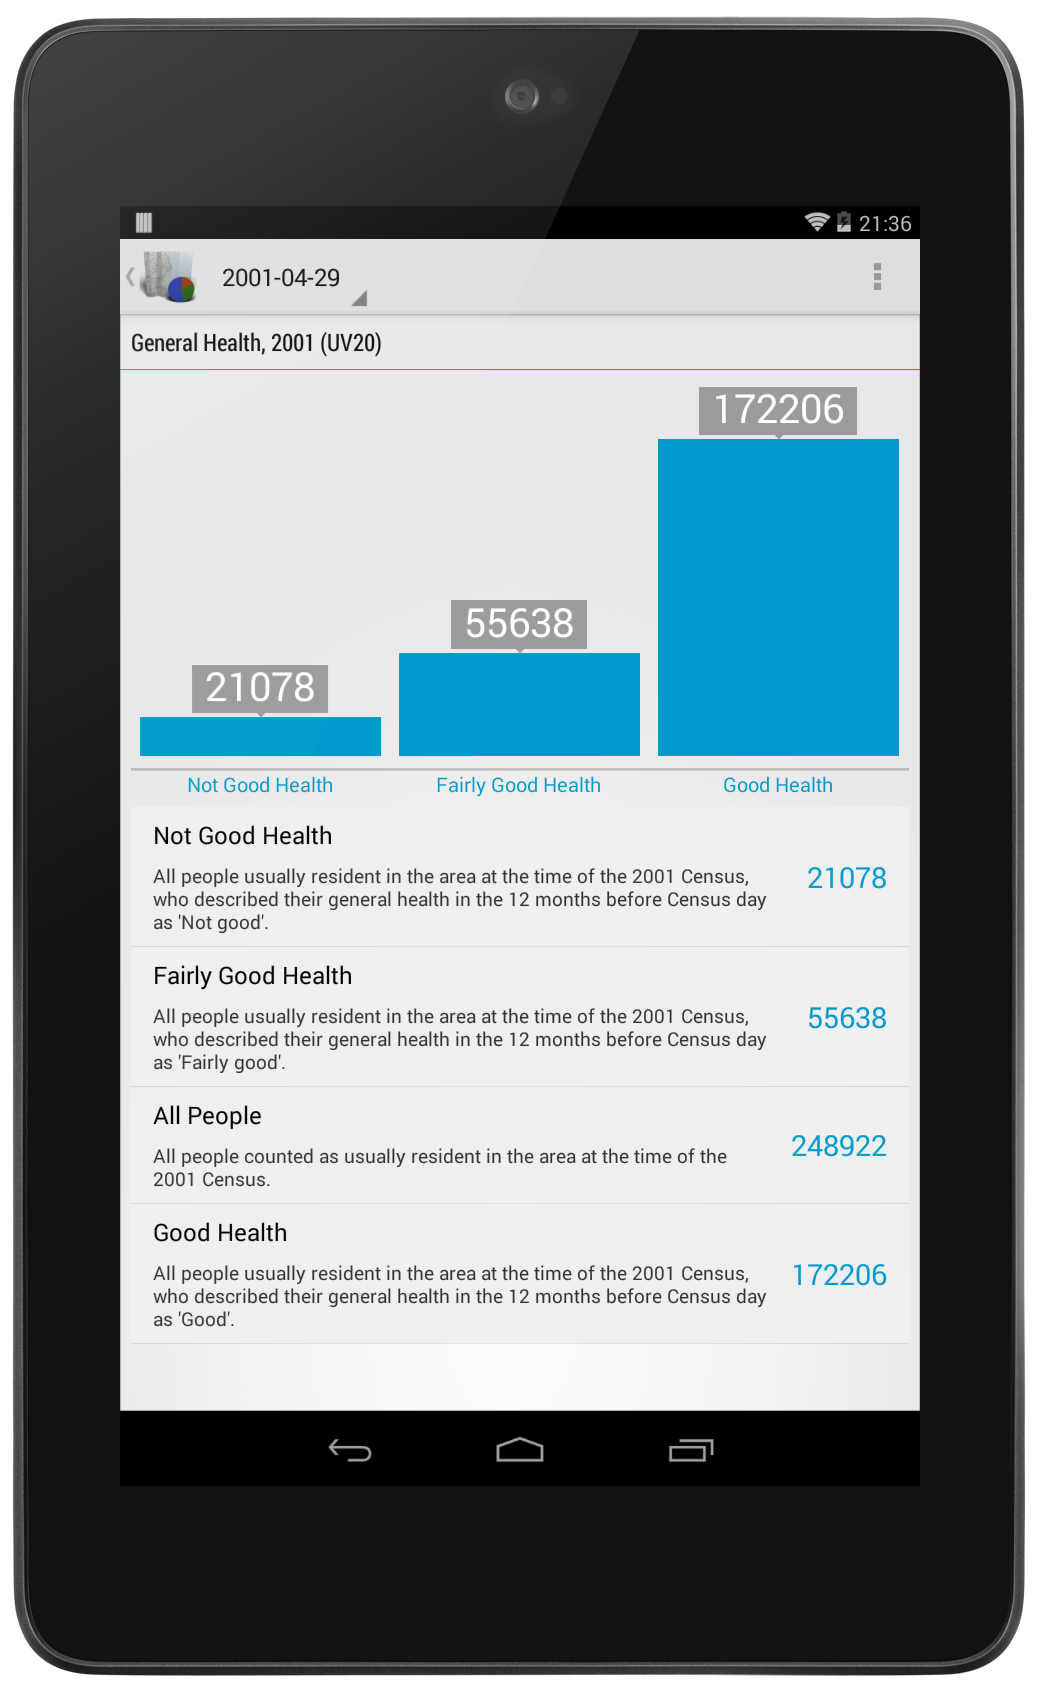 21:36
2001-04-29
General Health, 2001 (UV20)
172206
55638
21078
Not Good Health
Fairly Good Health
Good Health
Not Good Health
All people usually resident in the area at the time of the 2001 Census,
who described their general health in the 12 months before Census day
as 'Not good'.
21078
Fairly Good Health
All people usually resident in the area at the time of the 2001 Census,
who described their general health in the 12 months before Census day
as 'Fairly good'.
55638
All People
All people counted as usually resident in the area at the time of the
2001 Census.
248922
Good Health
All people usually resident in the area at the time of the 2001 Census,
who described their general health in the 12 months before Census day
as 'Good'.
172206